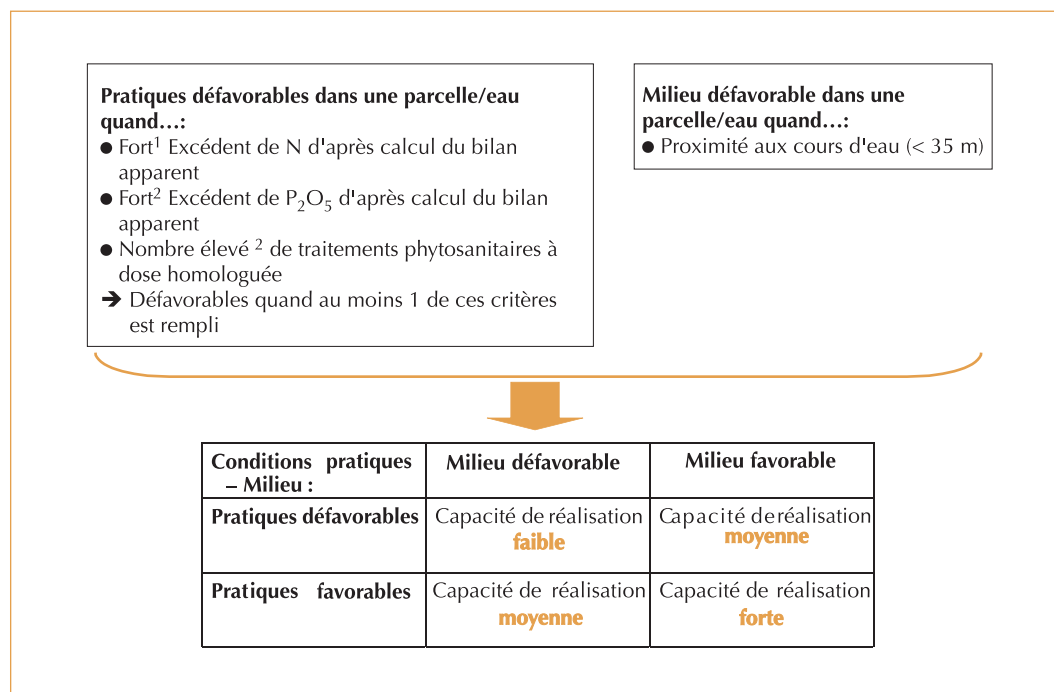 Pratiques défavorables dans une parcelle/eau
quand…:
● Fort¹ Excédent de N d'après calcul du bilan
apparent
● Fort² Excédent de P₂O₅ d'après calcul du bilan
apparent
● Nombre élevé ² de traitements phytosanitaires à
dose homologuée
➔ Défavorables quand au moins 1 de ces critères
est rempli
Milieu défavorable dans une
parcelle/eau quand…:
● Proximité aux cours d'eau (< 35 m)
Conditions pratiques
– Milieu :
Milieu défavorable
Milieu favorable
Pratiques défavorables
Capacité de réalisation
faible
Capacité de réalisation
moyenne
Pratiques favorables
Capacité de réalisation
moyenne
Capacité de réalisation
forte